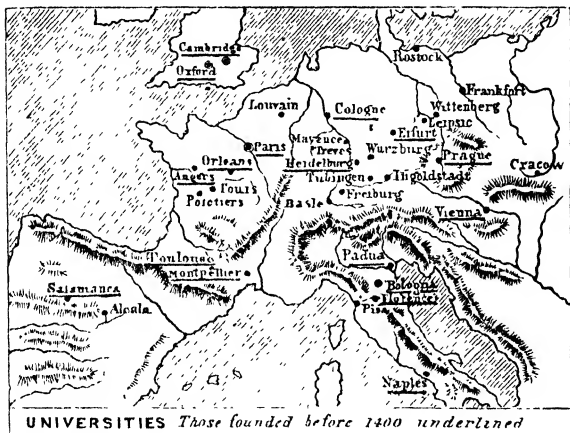 Cambridge
Oxford
Rostock
Frankfort
Louvain
Cologne
Wittenberg
Leipsic
Erfurt
Paris
Mayence
Treves
Wurzburg
Prague
Orleans
Heidelberg
Cracow
Angers
Tours
Tubingen
Ingoldstadt
Poictiers
Freiburg
Basle
Vienna
Toulouse
Padua
Montpellier
Bologna
Salamanca
Florence
Alcala
Pisa
Naples
UNIVERSITIES Those founded before 1400 underlined